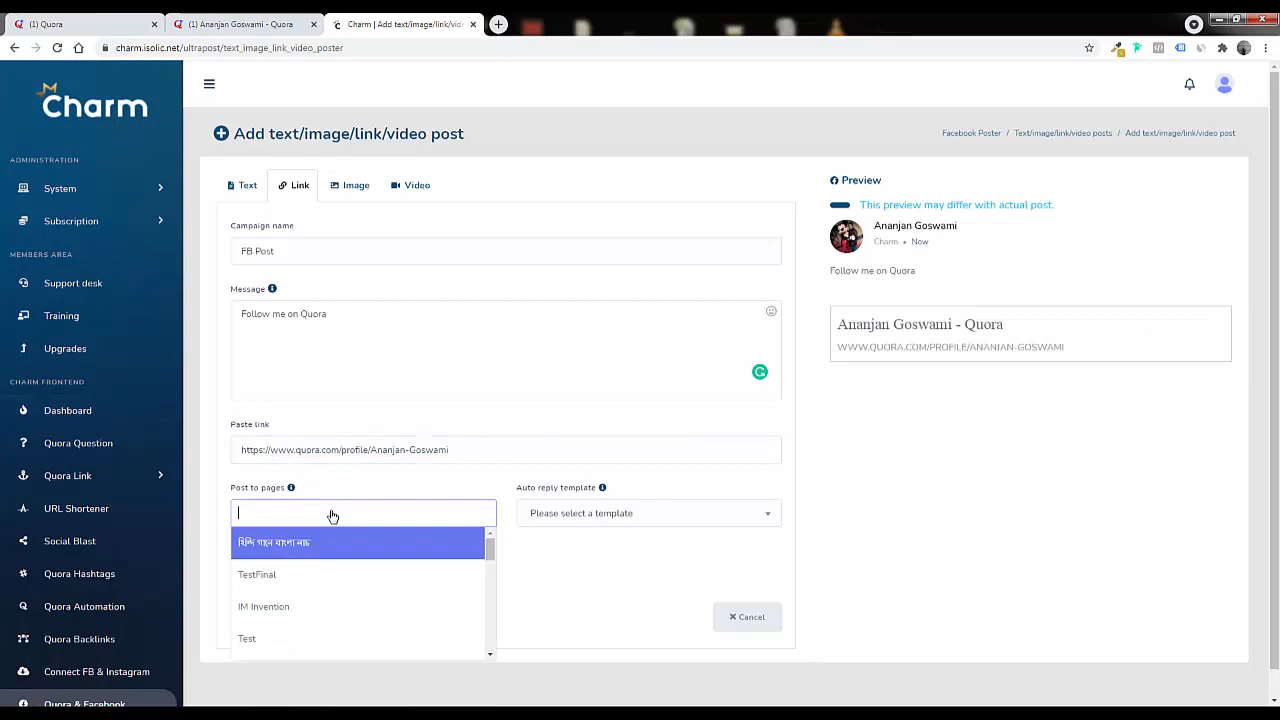 (1) Quora
(1) Ananjan Goswami - Quora
Charm | Add text/image/link/vid
charm.isolic.net/ultrapost/text_image_link_video_poster
Charm
ADMINISTRATION
System
Subscription
MEMBERS AREA
Support desk
Training
Upgrades
CHARM FRONTEND
Dashboard
Quora Question
Quora Link
URL Shortener
Social Blast
Quora Hashtags
Quora Automation
Quora Backlinks
Connect FB & Instagram
Quora & Facebook
Add text/image/link/video post
Facebook Poster / Text/image/link/video posts / Add text/image/link/video post
Text Link Image Video
Campaign name
FB Post
Message
Follow me on Quora
Paste link
https://www.quora.com/profile/Ananjan-Goswami
Post to pages
হিন্দি গানে বাংলা নাচ
TestFinal
IM Invention
Test
Auto reply template
Please select a template
Cancel
Preview
This preview may differ with actual post.
Ananjan Goswami
Charm • Now
Follow me on Quora
Ananjan Goswami - Quora
WWW.QUORA.COM/PROFILE/ANANJAN-GOSWAMI